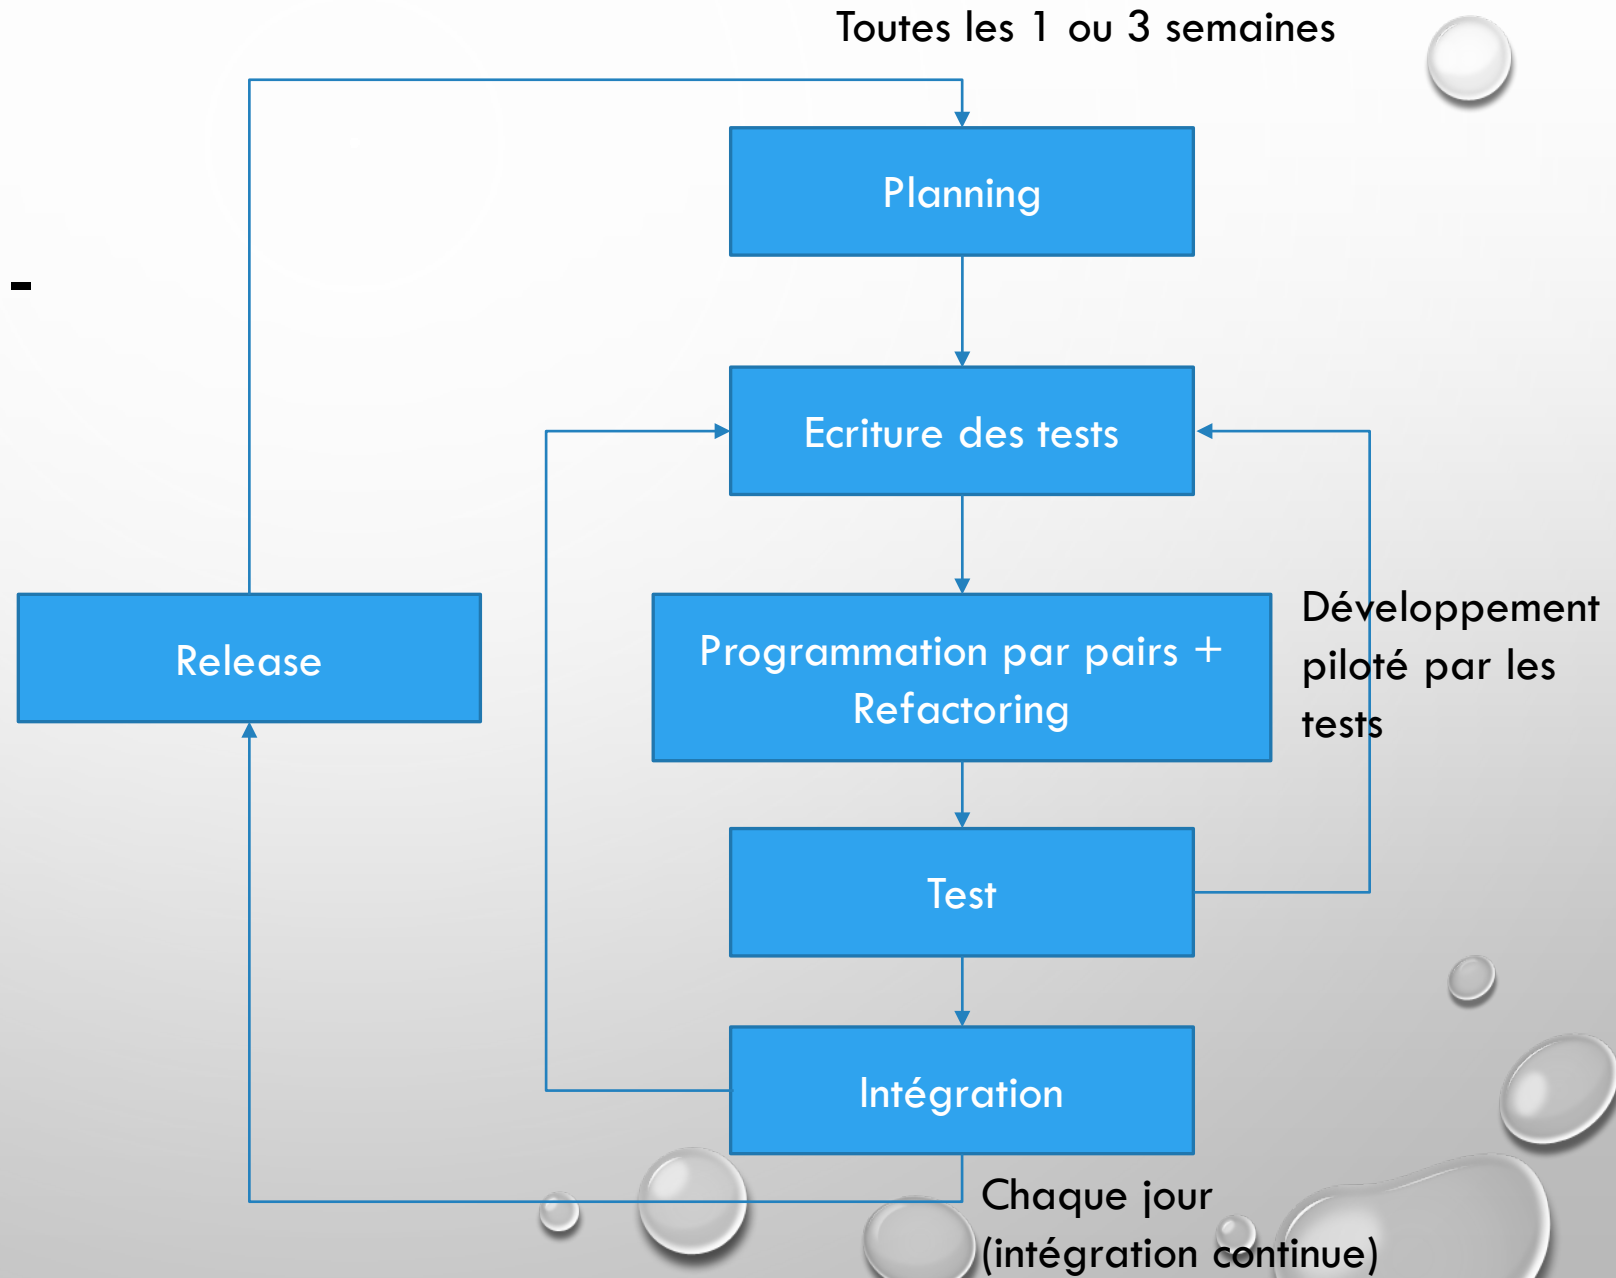 Toutes les 1 ou 3 semaines
Planning
-
Ecriture des tests
Développement
piloté par les
tests
Programmation par pairs +
Refactoring
Release
Test
Intégration
Chaque jour
(intégration continue)